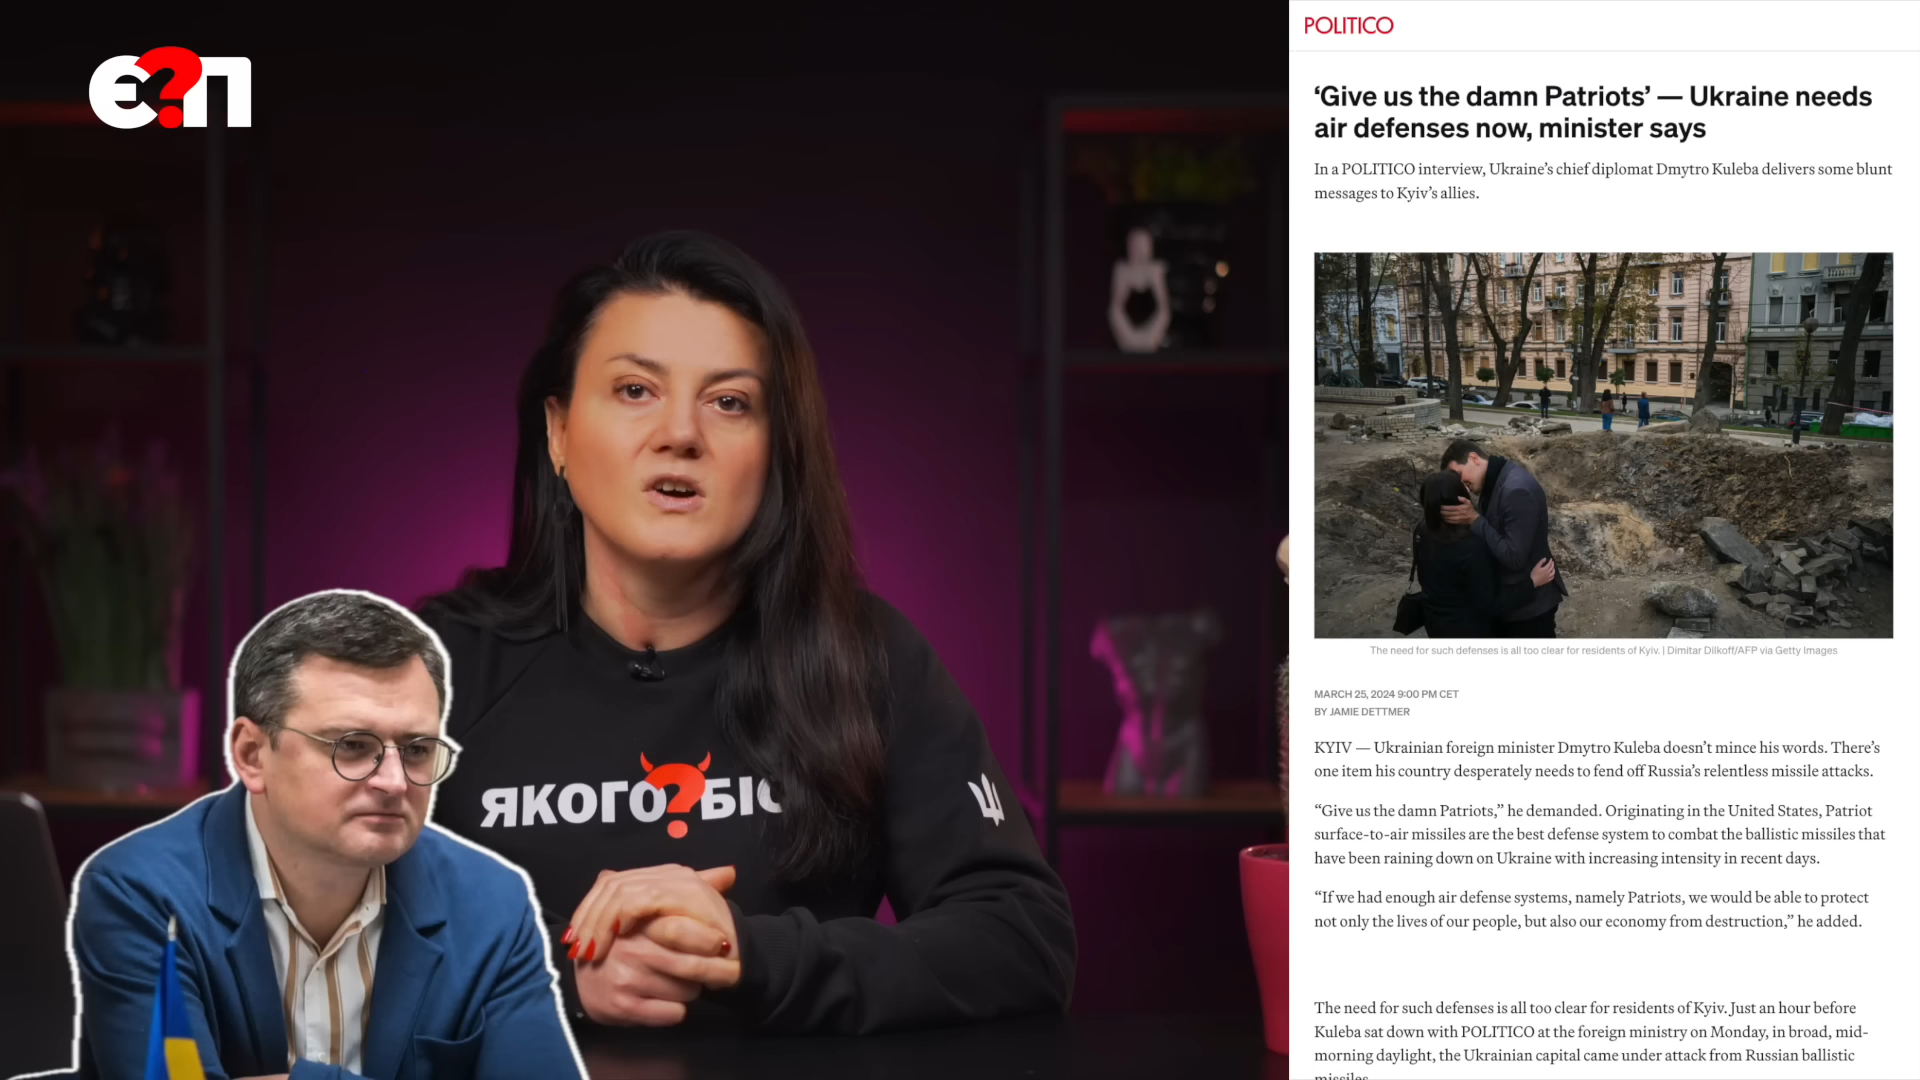 Є?П
ЯКОГО?БІС
POLITICO
‘Give us the damn Patriots’ — Ukraine needs
air defenses now, minister says
In a POLITICO interview, Ukraine’s chief diplomat Dmytro Kuleba delivers some blunt
messages to Kyiv’s allies.
The need for such defenses is all too clear for residents of Kyiv. | Dimitar Dilkoff/AFP via Getty Images
MARCH 25, 2024 9:00 PM CET
BY JAMIE DETTMER
KYIV — Ukrainian foreign minister Dmytro Kuleba doesn’t mince his words. There’s
one item his country desperately needs to fend off Russia’s relentless missile attacks.
“Give us the damn Patriots,” he demanded. Originating in the United States, Patriot
surface-to-air missiles are the best defense system to combat the ballistic missiles that
have been raining down on Ukraine with increasing intensity in recent days.
“If we had enough air defense systems, namely Patriots, we would be able to protect
not only the lives of our people, but also our economy from destruction,” he added.
The need for such defenses is all too clear for residents of Kyiv. Just an hour before
Kuleba sat down with POLITICO at the foreign ministry on Monday, in broad, mid-
morning daylight, the Ukrainian capital came under attack from Russian ballistic
missiles.